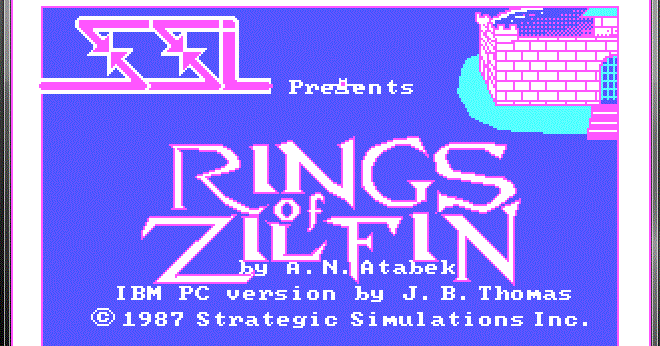 SSI
Presents
RINGS
of
ZILFIN
by A.N. Atabek
IBM PC version by J.B. Thomas
© 1987 Strategic Simulations Inc.